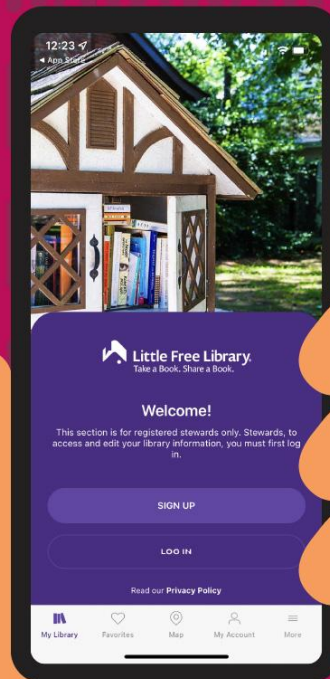 12:23
App Store
Little Free Library.
Take a Book. Share a Book.
Welcome!
This section is for registered stewards only. Stewards, to
access and edit your library information, you must first log
in.
SIGN UP
LOG IN
Read our Privacy Policy
My Library
Favorites
Map
My Account
More